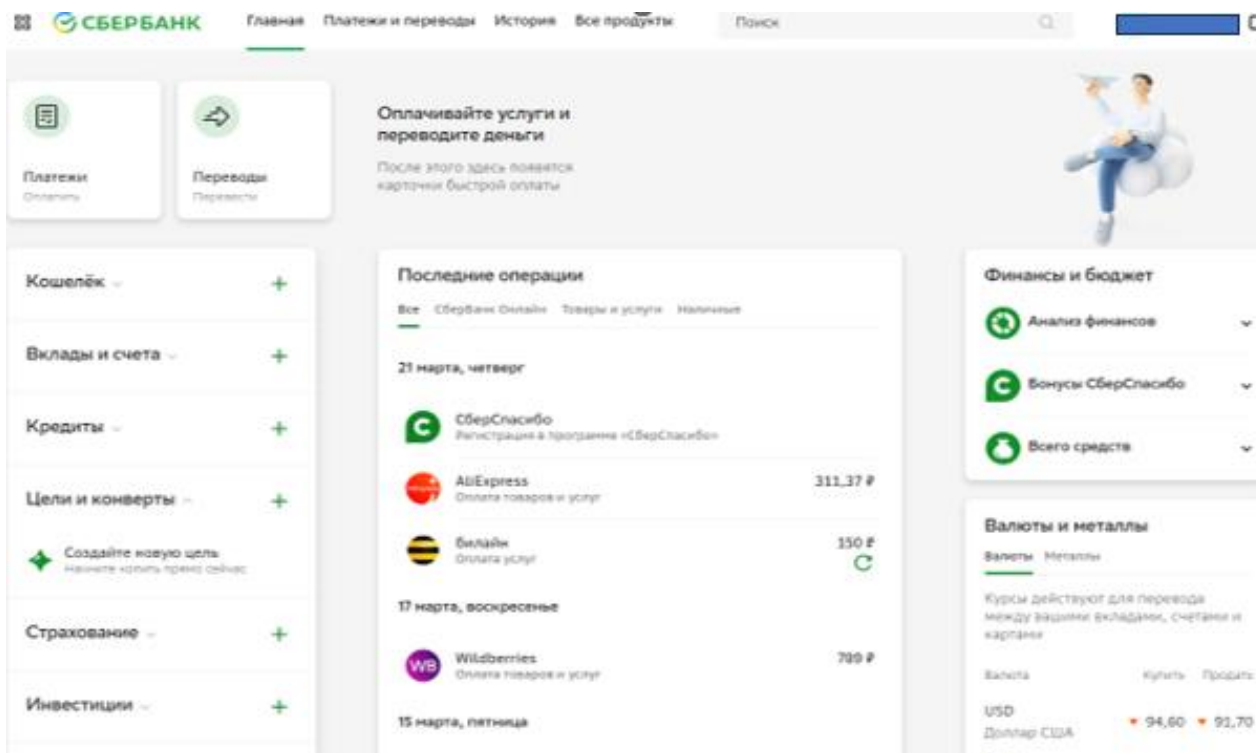 СБЕРБАНК
Главная Платежи и переводы История Все продукты
Поиск
Платежи
Оплатить
Переводы
Перевести
Оплачивайте услуги и
переводите деньги
После этого здесь появятся
карточки быстрой оплаты
Кошелёк
Вклады и счета
Кредиты
Цели и конверты
Создайте новую цель
Начните копить прямо сейчас
Страхование
Инвестиции
Последние операции
Все СберБанк Онлайн Товары и услуги Наличные
21 марта, четверг
СберСпасибо
Регистрация в программе «СберСпасибо»
AliExpress 311,37 ₽
Оплата товаров и услуг
билайн 150 ₽
Оплата услуг
17 марта, воскресенье
WB
Wildberries
Оплата товаров и услуг
15 марта, пятница
Финансы и бюджет
Анализ финансов
Бонусы СберСпасибо
Всего средств
Валюты и металлы
Валюты Металлы
Курсы действуют для перевода
между вашими вкладами, счетами и
картами
Валюта Купить Продать
USD 94,60 91,70
Доллар США